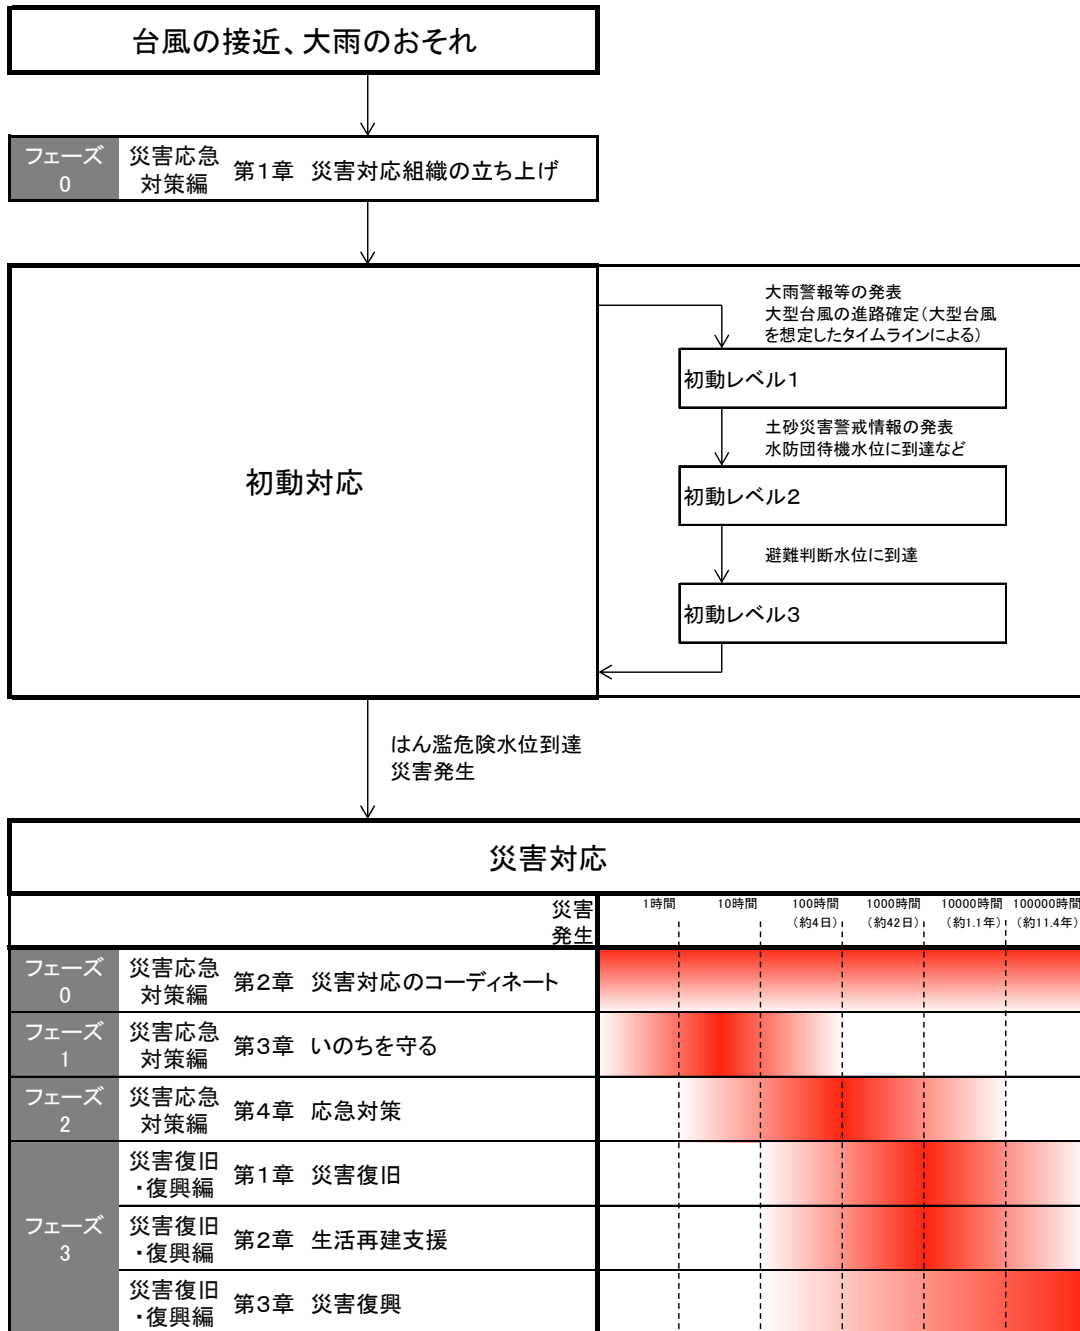 台風の接近、大雨のおそれ
フェーズ
0
災害応急
対策編
第1章 災害対応組織の立ち上げ
初動対応
大雨警報等の発表
大型台風の進路確定(大型台風
を想定したタイムラインによる)
初動レベル1
土砂災害警戒情報の発表
水防団待機水位に到達など
初動レベル2
避難判断水位に到達
初動レベル3
はん濫危険水位到達
災害発生
災害対応
災害
発生
1時間
10時間
100時間
(約4日)
1000時間
(約42日)
10000時間
(約1.1年)
100000時間
(約11.4年)
フェーズ
0
災害応急
対策編
第2章 災害対応のコーディネート
フェーズ
1
災害応急
対策編
第3章 いのちを守る
フェーズ
2
災害応急
対策編
第4章 応急対策
フェーズ
3
災害復旧
・復興編
第1章 災害復旧
災害復旧
・復興編
第2章 生活再建支援
災害復旧
・復興編
第3章 災害復興